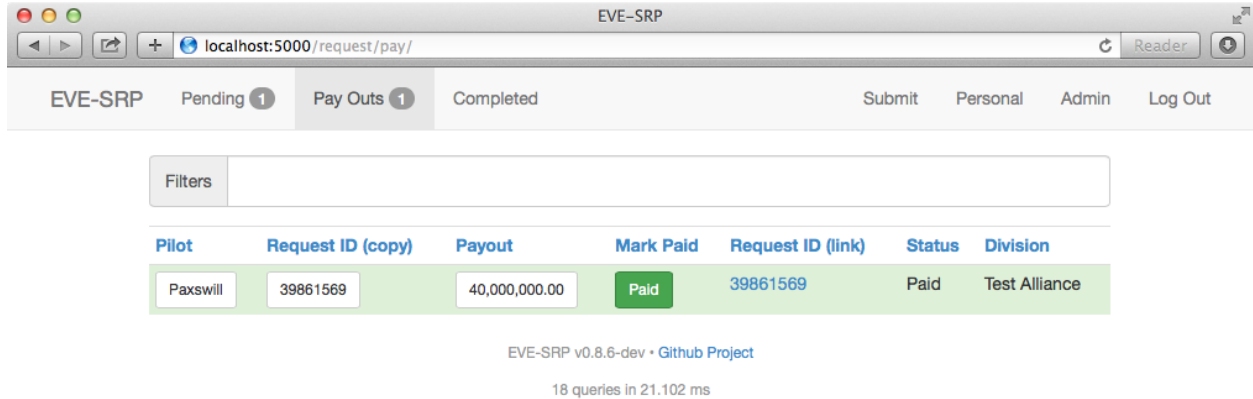 EVE-SRP
localhost:5000/request/pay/ Reader
EVE-SRP Pending 1 Pay Outs 1 Completed Submit Personal Admin Log Out
Filters
Pilot Request ID (copy) Payout Mark Paid Request ID (link) Status Division
Paxswill 39861569 40,000,000.00 Paid 39861569 Paid Test Alliance
EVE-SRP v0.8.6-dev • Github Project
18 queries in 21.102 ms